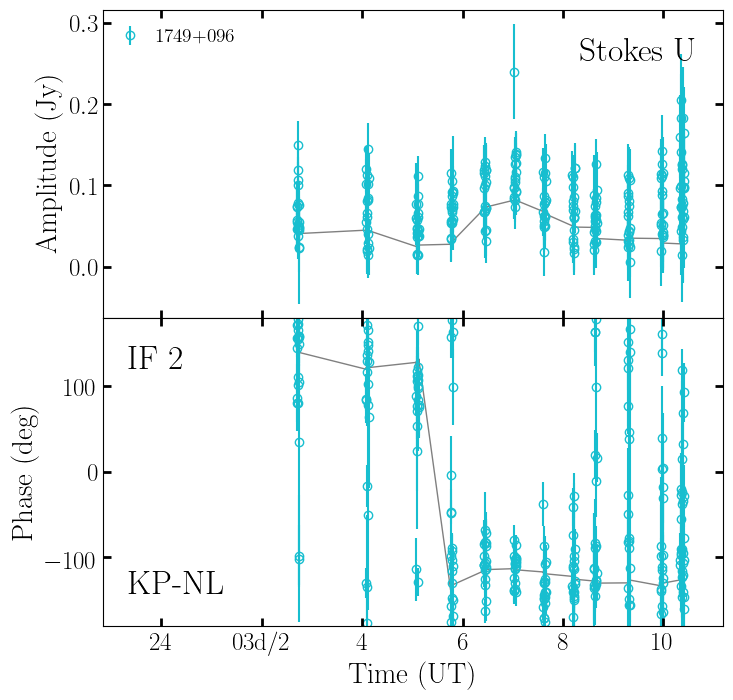 0.3
1749+096
Stokes U
0.2
0.1
0.0
Amplitude (Jy)
IF 2
100
0
−100
Phase (deg)
KP-NL
24 03d/2 4 6 8 10
Time (UT)